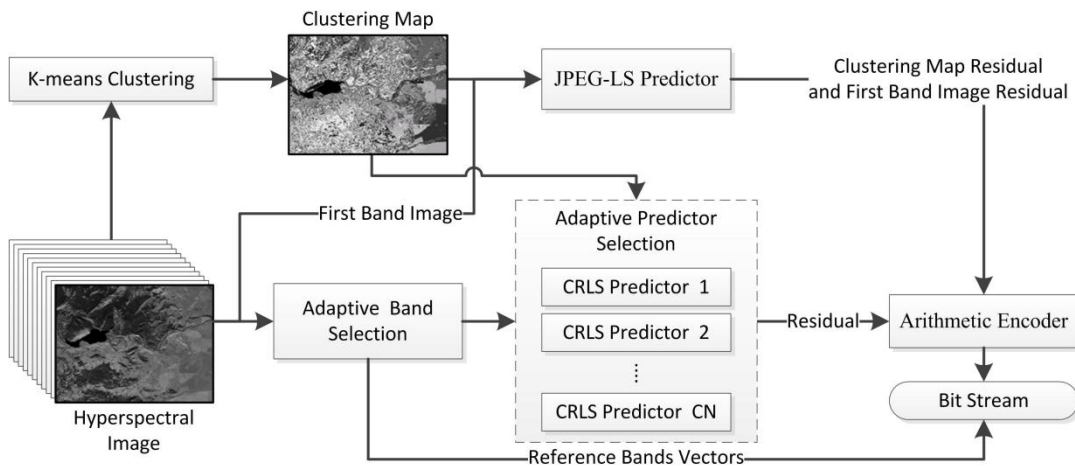 Clustering Map
K-means Clustering
JPEG-LS Predictor
Clustering Map Residual
and First Band Image Residual
First Band Image
Adaptive Predictor
Selection
CRLS Predictor 1
CRLS Predictor 2
CRLS Predictor CN
Adaptive Band
Selection
Residual
Arithmetic Encoder
Bit Stream
Hyperspectral
Image
Reference Bands Vectors